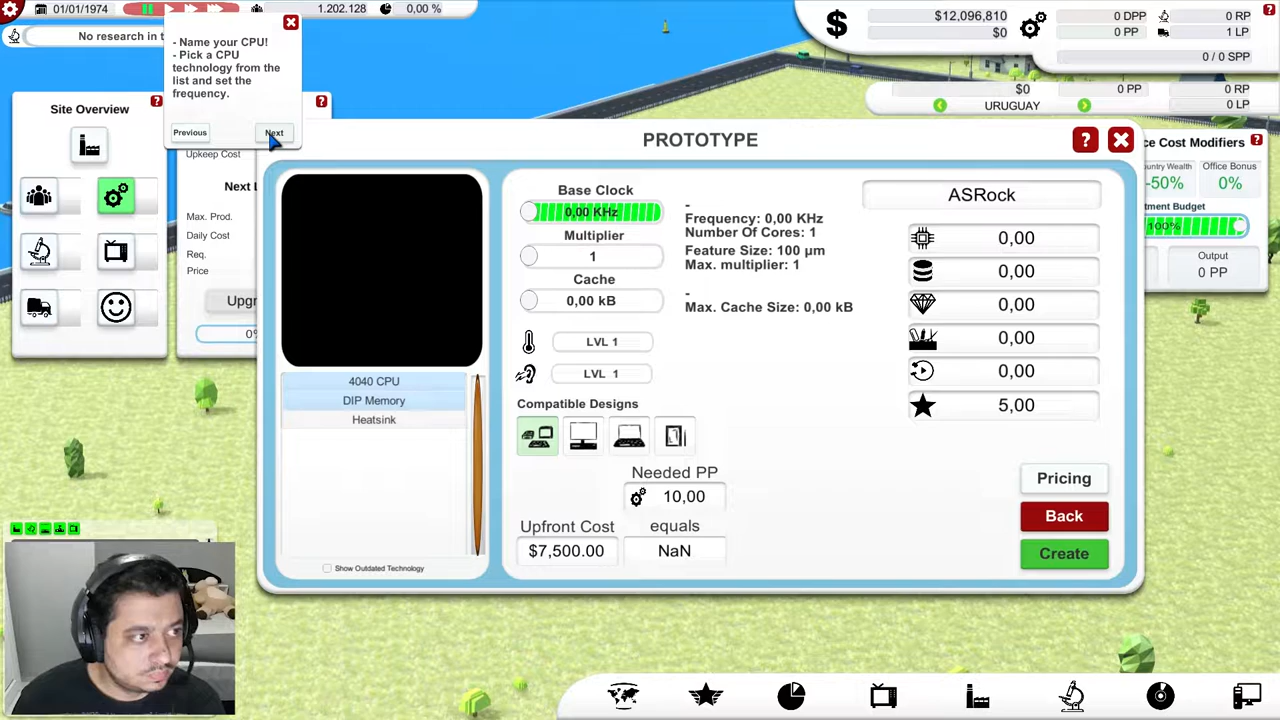 01/01/1974
1.202.128
0,00 %
No research in t
- Name your CPU!
- Pick a CPU
technology from the
list and set the
frequency.
Previous
Next
$12,096,810
$0
0 DPP
0 PP
0 RP
1 LP
0 / 0 SPP
$0
0 PP
0 RP
URUGUAY
0 LP
Site Overview
Upkeep Cost
Next L
Max. Prod.
Daily Cost
Req.
Price
Upgr
0%
ce Cost Modifiers
untry Wealth
Office Bonus
-50%
0%
tment Budget
100%
Output
0 PP
PROTOTYPE
4040 CPU
DIP Memory
Heatsink
Show Outdated Technology
Base Clock
0,00 KHz
Multiplier
1
Cache
0,00 kB
LVL 1
LVL 1
Compatible Designs
Needed PP
10,00
Upfront Cost
equals
$7,500.00
NaN
-
Frequency: 0,00 KHz
Number Of Cores: 1
Feature Size: 100 µm
Max. multiplier: 1
-
Max. Cache Size: 0,00 kB
ASRock
0,00
0,00
0,00
0,00
0,00
5,00
Pricing
Back
Create